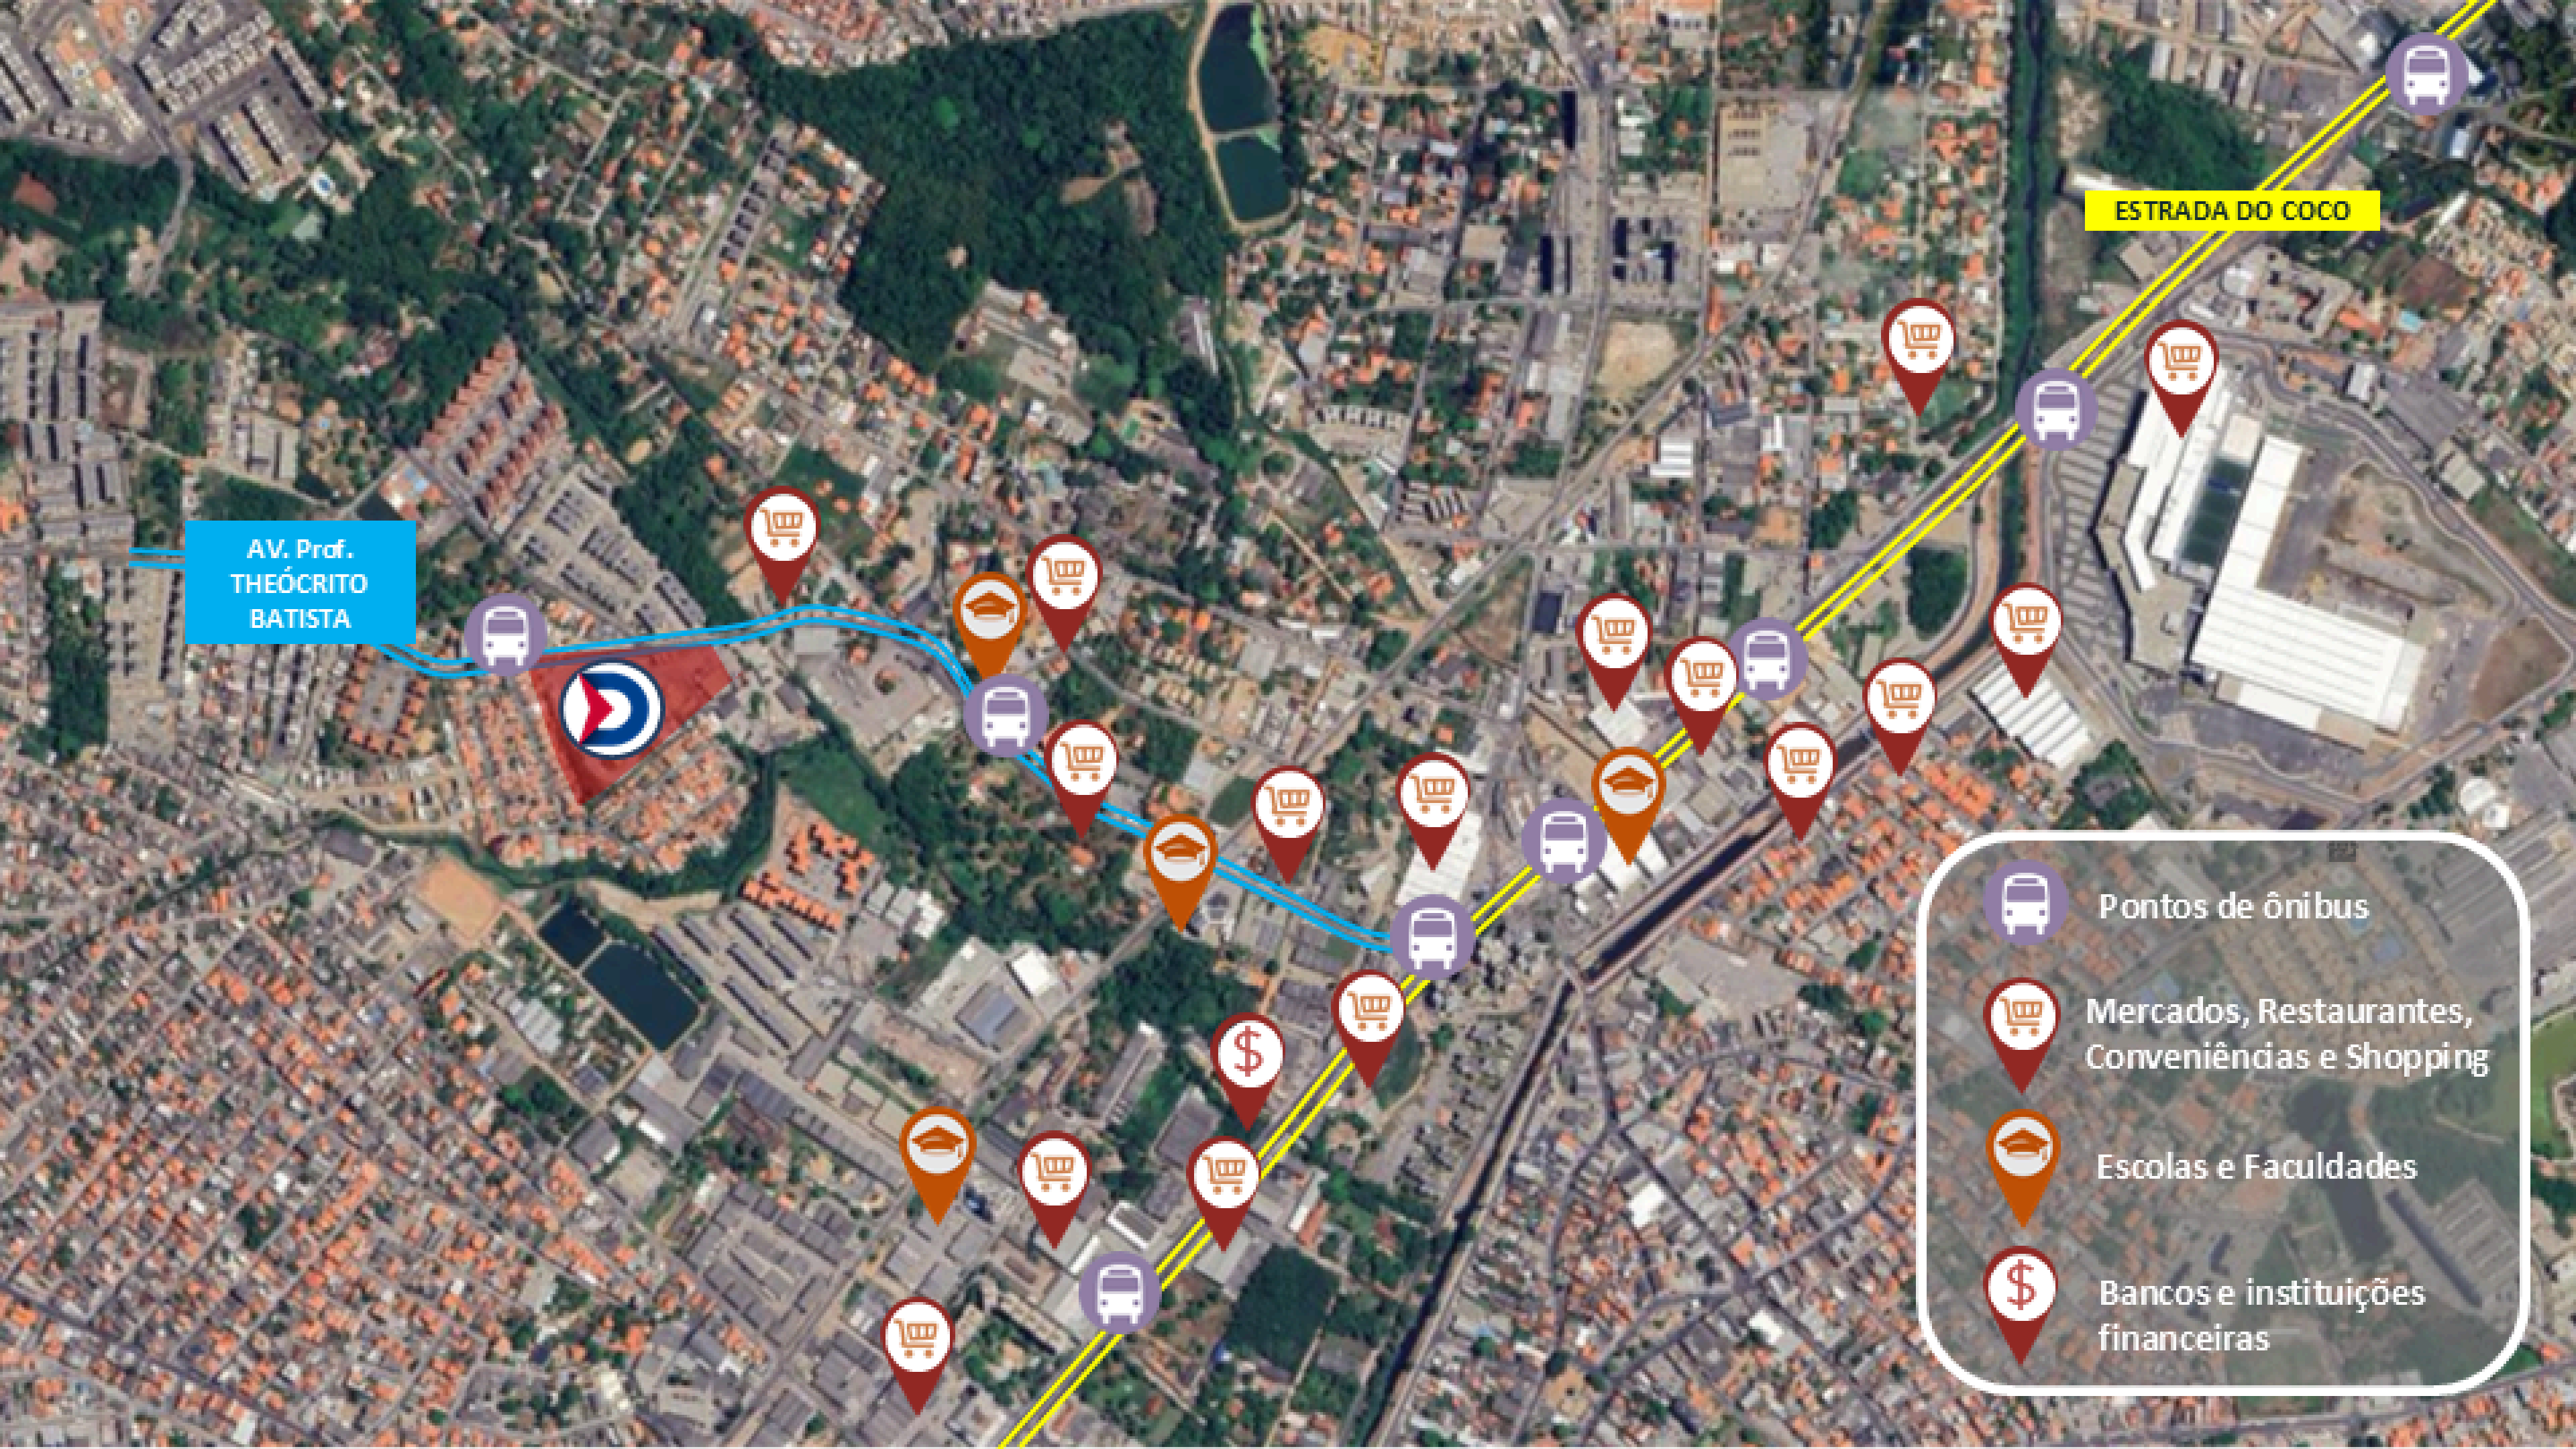 ESTRADA DO COCO
AV. Prof.
THEÓCRITO
BATISTA
Pontos de ônibus
Mercados, Restaurantes,
Conveniências e Shopping
Escolas e Faculdades
Bancos e instituições
financeiras